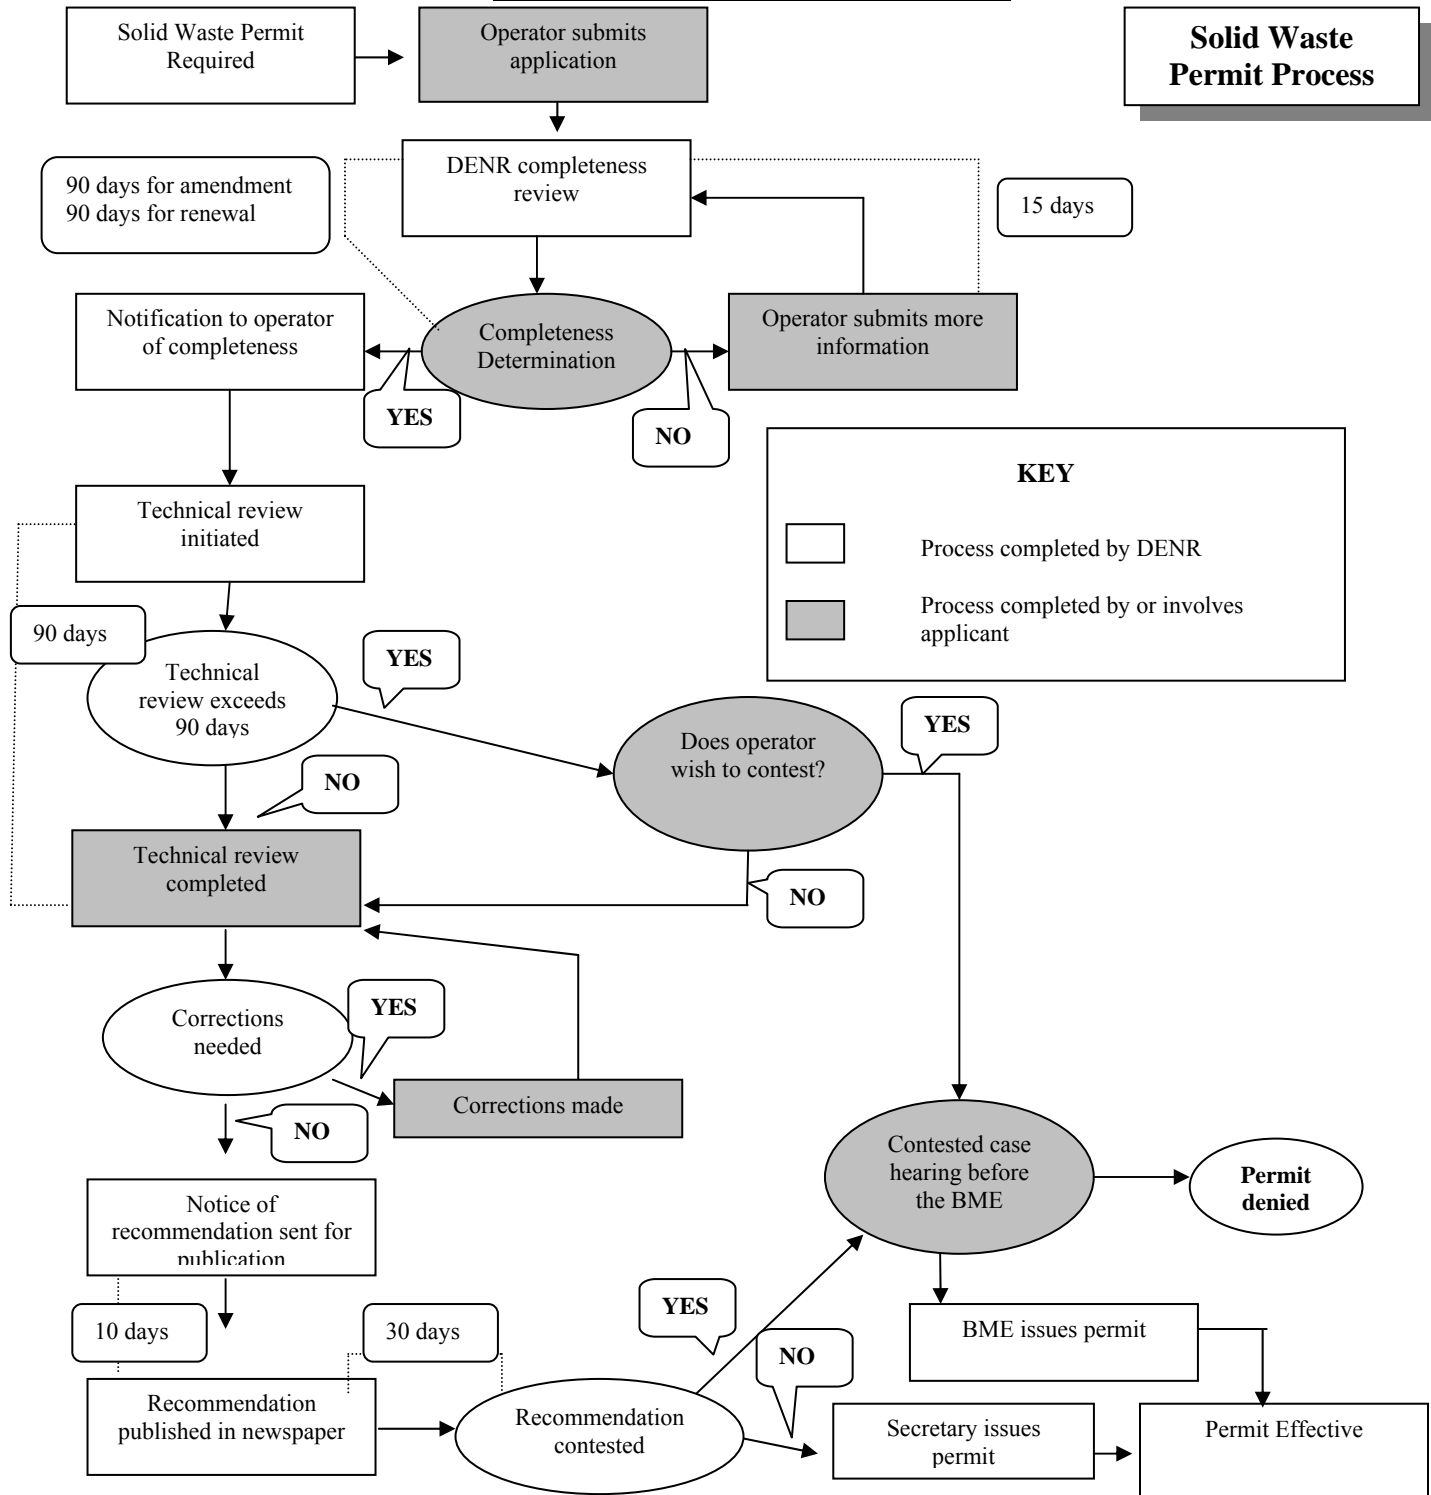 Solid Waste Permit
Required
Operator submits
application
Solid Waste
Permit Process
DENR completeness
review
90 days for amendment
90 days for renewal
15 days
Notification to operator
of completeness
Completeness
Determination
Operator submits more
information
YES
NO
KEY
Process completed by DENR
Process completed by or involves
applicant
Technical review
initiated
90 days
Technical
review exceeds
90 days
YES
NO
Does operator
wish to contest?
YES
NO
Technical review
completed
Corrections
needed
YES
Corrections made
NO
Contested case
hearing before
the BME
Permit
denied
Notice of
recommendation sent for
publication
10 days
30 days
YES
NO
BME issues permit
Recommendation
published in newspaper
Recommendation
contested
Secretary issues
permit
Permit Effective